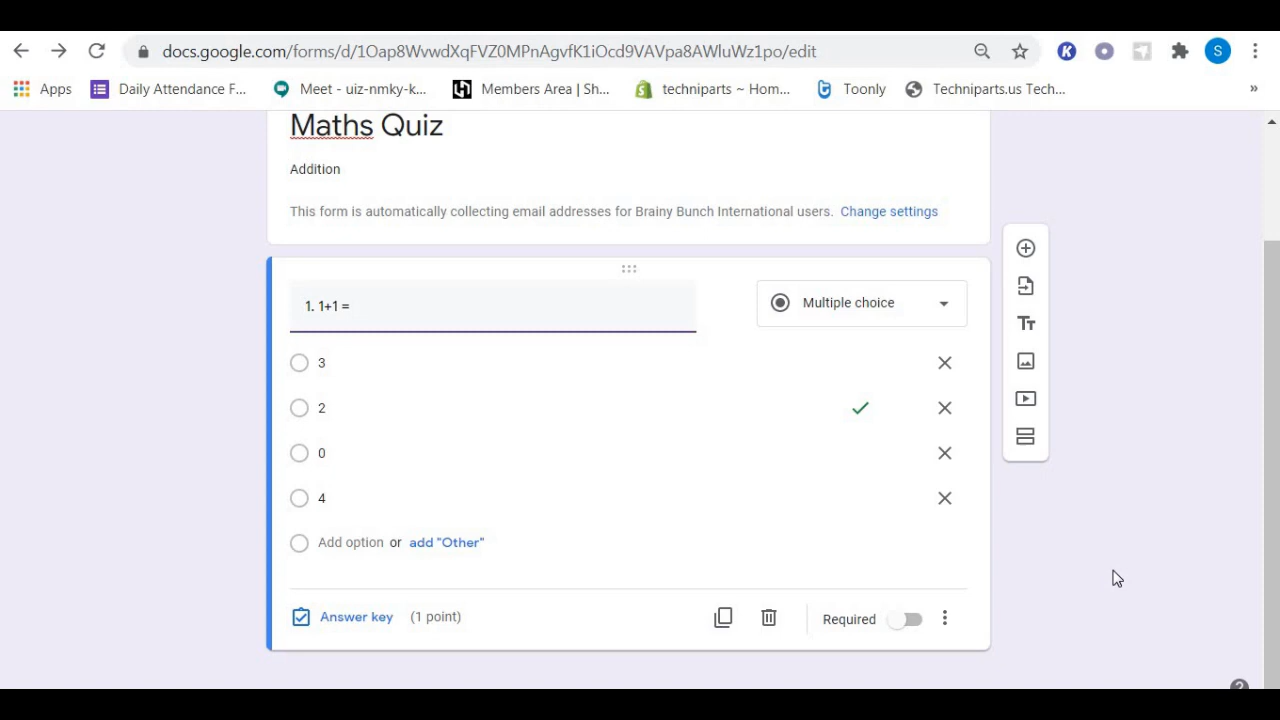 docs.google.com/forms/d/1Oap8WvwdXqFVZ0MPnAgvfK1iOcd9VAVpa8AWluWz1po/edit
S
Apps
Daily Attendance F...
Meet - uiz-nmky-k...
Members Area | Sh...
techniparts ~ Hom...
Toonly
Techniparts.us Tech...
»
Maths Quiz
Addition
This form is automatically collecting email addresses for Brainy Bunch International users. Change settings
1. 1+1 =
Multiple choice
3
2
0
4
Add option or add "Other"
Answer key (1 point)
Required